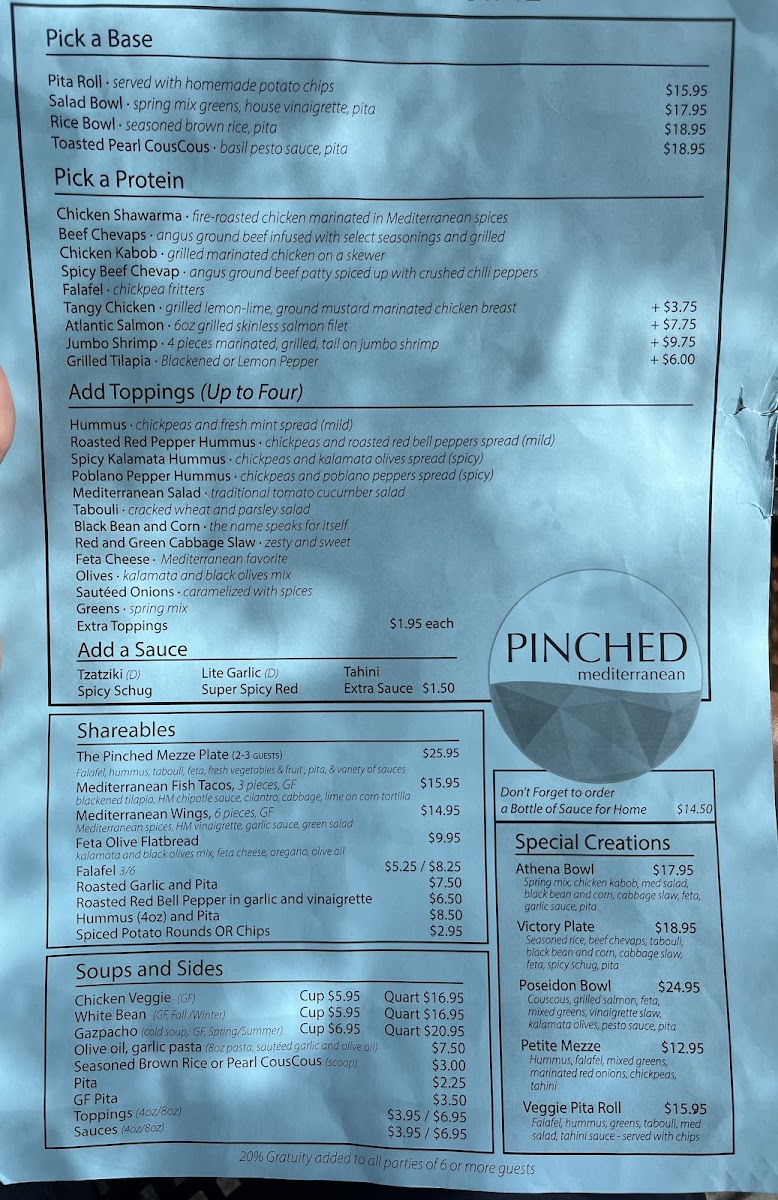 Pick a Base
Pita Roll · served with homemade potato chips $15.95
Salad Bowl · spring mix greens, house vinaigrette, pita $17.95
Rice Bowl · seasoned brown rice, pita $18.95
Toasted Pearl CousCous · basil pesto sauce, pita $18.95
Pick a Protein
Chicken Shawarma · fire-roasted chicken marinated in Mediterranean spices
Beef Chevaps · angus ground beef infused with select seasonings and grilled
Chicken Kabob · grilled marinated chicken on a skewer
Spicy Beef Chevap · angus ground beef patty spiced up with crushed chili peppers
Falafel · chickpea fritters
Tangy Chicken · grilled lemon-lime, ground mustard marinated chicken breast + $3.75
Atlantic Salmon · 6oz grilled skinless salmon filet + $7.75
Jumbo Shrimp · 4 pieces marinated, grilled, tail on jumbo shrimp + $9.75
Grilled Tilapia · Blackened or Lemon Pepper + $6.00
Add Toppings (Up to Four)
Hummus · chickpeas and fresh mint spread (mild)
Roasted Red Pepper Hummus · chickpeas and roasted red bell peppers spread (mild)
Spicy Kalamata Hummus · chickpeas and kalamata olives spread (spicy)
Poblano Pepper Hummus · chickpeas and poblano peppers spread (spicy)
Mediterranean Salad · traditional tomato cucumber salad
Tabouli · cracked wheat and parsley salad
Black Bean and Corn · the name speaks for itself
Red and Green Cabbage Slaw · zesty and sweet
Feta Cheese · Mediterranean favorite
Olives · kalamata and black olives mix
Sautéed Onions · caramelized with spices
Greens · spring mix
Extra Toppings $1.95 each
Add a Sauce
Tzatziki (D) Lite Garlic (D) Tahini
Spicy Schug Super Spicy Red Extra Sauce $1.50
PINCHED
mediterranean
Shareables
The Pinched Mezze Plate (2-3 GUESTS) $25.95
Falafel, hummus, tabouli, feta, fresh vegetables & fruit, pita, & variety of sauces
Mediterranean Fish Tacos, 3 pieces, GF $15.95
blackened tilapia, HM chipotle sauce, cilantro, cabbage, lime on corn tortilla
Mediterranean Wings, 6 pieces, GF $14.95
Mediterranean spices, HM vinaigrette, garlic sauce, green salad
Feta Olive Flatbread $9.95
kalamata and black olives mix, feta cheese, oregano, olive oil
Falafel 3/6 $5.25 / $8.25
Roasted Garlic and Pita $7.50
Roasted Red Bell Pepper in garlic and vinaigrette $6.50
Hummus (4oz) and Pita $8.50
Spiced Potato Rounds OR Chips $2.95
Don't Forget to order
a Bottle of Sauce for Home $14.50
Soups and Sides
Chicken Veggie (GF) Cup $5.95 Quart $16.95
White Bean (GF, Fall/Winter) Cup $5.95 Quart $16.95
Gazpacho (cold soup, GF, Spring/Summer) Cup $6.95 Quart $20.95
Olive oil, garlic pasta (8oz pasta, sautéed garlic and olive oil) $7.50
Seasoned Brown Rice or Pearl CousCous (scoop) $3.00
Pita $2.25
GF Pita $3.50
Toppings (4oz/8oz) $3.95 / $6.95
Sauces (4oz/8oz) $3.95 / $6.95
Special Creations
Athena Bowl $17.95
Spring mix, chicken kabob, med salad,
black bean and corn, cabbage slaw, feta,
garlic sauce, pita
Victory Plate $18.95
Seasoned rice, beef chevaps, tabouli,
black bean and corn, cabbage slaw,
feta, spicy schug, pita
Poseidon Bowl $24.95
Couscous, grilled salmon, feta,
mixed greens, vinaigrette slaw,
kalamata olives, pesto sauce, pita
Petite Mezze $12.95
Hummus, falafel, mixed greens,
marinated red onions, chickpeas,
tahini
Veggie Pita Roll $15.95
Falafel, hummus, greens, tabouli, med
salad, tahini sauce - served with chips
20% Gratuity added to all parties of 6 or more guests